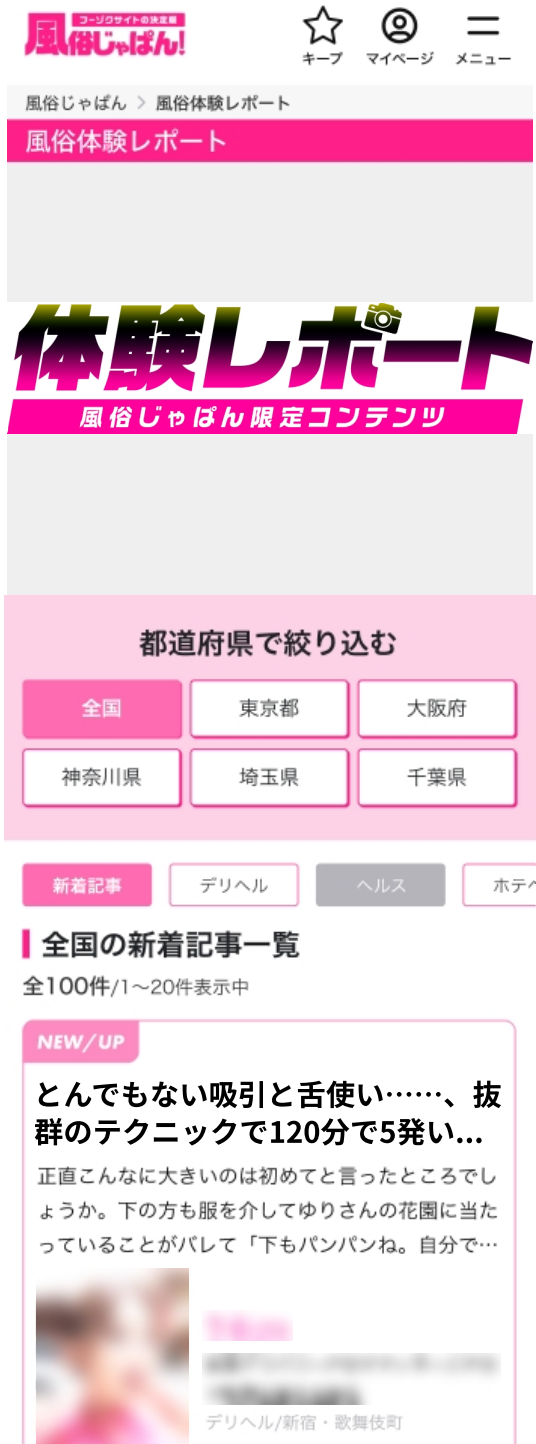 フーゾクサイトの決定版
風俗じゃぱん!
キープ マイページ メニュー
風俗じゃぱん > 風俗体験レポート
風俗体験レポート
体験レポート
風俗じゃぱん限定コンテンツ
都道府県で絞り込む
全国 東京都 大阪府
神奈川県 埼玉県 千葉県
新着記事 デリヘル ヘルス ホテヘ
全国の新着記事一覧
全100件/1〜20件表示中
NEW/UP
とんでもない吸引と舌使い……、抜
群のテクニックで120分で5発い...
正直こんなに大きいのは初めてと言ったところでし
ょうか。下の方も服を介してゆりさんの花園に当た
っていることがバレて「下もパンパンね。自分で…
デリヘル/新宿・歌舞伎町